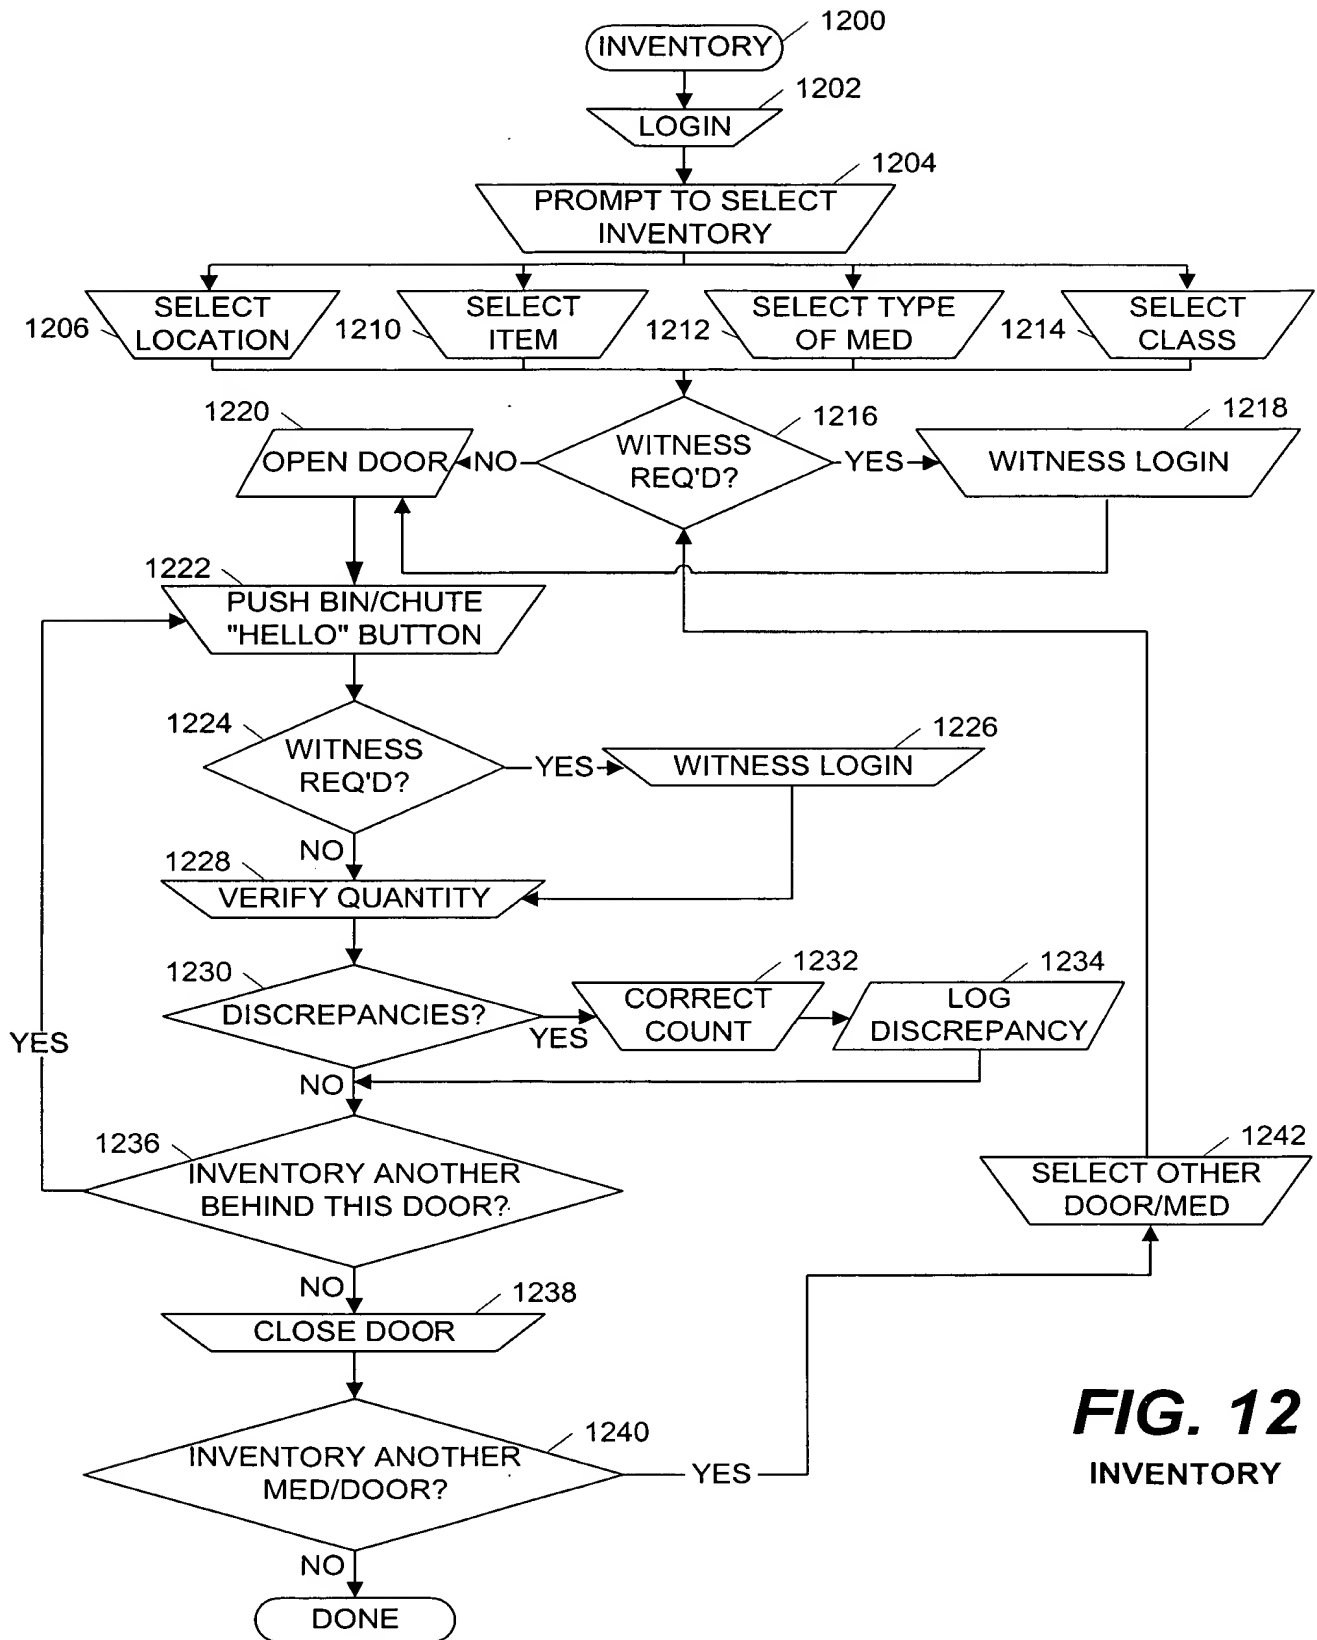 1200
INVENTORY
1202
LOGIN
1204
PROMPT TO SELECT
INVENTORY
1206
SELECT
LOCATION
1210
SELECT
ITEM
1212
SELECT TYPE
OF MED
1214
SELECT
CLASS
1216
WITNESS
REQ'D?
NO
YES
1218
WITNESS LOGIN
1220
OPEN DOOR
1222
PUSH BIN/CHUTE
"HELLO" BUTTON
1224
WITNESS
REQ'D?
YES
1226
WITNESS LOGIN
NO
1228
VERIFY QUANTITY
1230
DISCREPANCIES?
YES
1232
CORRECT
COUNT
1234
LOG
DISCREPANCY
NO
YES
1236
INVENTORY ANOTHER
BEHIND THIS DOOR?
NO
1238
CLOSE DOOR
1240
INVENTORY ANOTHER
MED/DOOR?
YES
1242
SELECT OTHER
DOOR/MED
NO
DONE
FIG. 12
INVENTORY